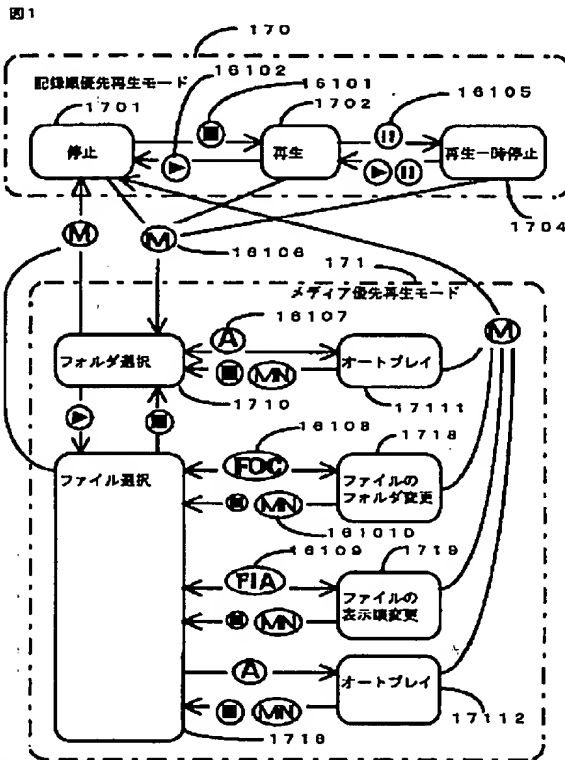 図1
170
16102
16101
16105
記録順優先再生モード
1701
1702
停止
再生
再生一時停止
1704
M
M
16106
171
メディア優先再生モード
16107
M
A
フォルダ選択
オートプレイ
MN
1710
17111
16108
1718
ファイル選択
FDC
ファイルの
フォルダ変更
MN
16101D
16109
1719
FIA
ファイルの
表示順変更
MN
A
オートプレイ
MN
17112
1716